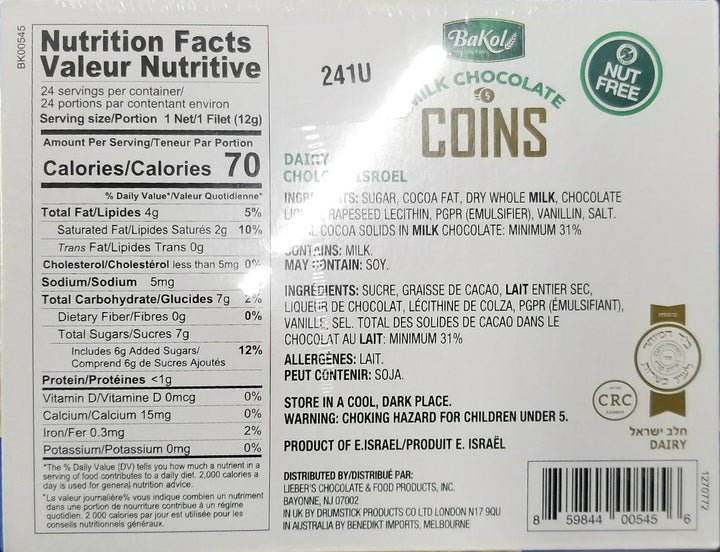 BK00545
Nutrition Facts
Valeur Nutritive
24 servings per container/
24 portions par contentant environ
Serving size/Portion 1 Net/1 Filet (12g)
Amount Per Serving/Teneur Par Portion
Calories/Calories 70
% Daily Value*/Valeur Quotidienne*
Total Fat/Lipides 4g 5%
Saturated Fat/Lipides Saturés 2g 10%
Trans Fat/Lipides Trans 0g
Cholesterol/Cholestérol less than 5mg 0%
Sodium/Sodium 5mg
Total Carbohydrate/Glucides 7g 2%
Dietary Fiber/Fibres 0g 0%
Total Sugars/Sucres 7g
Includes 6g Added Sugars/ 12%
Comprend 6g de Sucres Ajoutés
Protein/Protéines <1g
Vitamin D/Vitamine D 0mcg 0%
Calcium/Calcium 15mg 0%
Iron/Fer 0.3mg 2%
Potassium/Potassium 0mg 0%
*The % Daily Value (DV) tells you how much a nutrient in a
serving of food contributes to a daily diet. 2,000 calories a
day is used for general nutrition advice.
*La valeur journalière% vous indique combien un nutriment
dans une portion de nourriture contribue à un régime
quotidien. 2 000 calories par jour est utilisée pour les
conseils nutritionnels généraux.
241U
BaKol
MILK CHOCOLATE
COINS
NUT
FREE
DAIRY
CHOLOV ISROEL
INGREDIENTS: SUGAR, COCOA FAT, DRY WHOLE MILK, CHOCOLATE
RAPESEED LECITHIN, PGPR (EMULSIFIER), VANILLIN, SALT.
COCOA SOLIDS IN MILK CHOCOLATE: MINIMUM 31%
CONTAINS: MILK.
MAY CONTAIN: SOY.
INGRÉDIENTS: SUCRE, GRAISSE DE CACAO, LAIT ENTIER SEC,
LIQUEUR DE CHOCOLAT, LÉCITHINE DE COLZA, PGPR (ÉMULSIFIANT),
VANILLE, SEL. TOTAL DES SOLIDES DE CACAO DANS LE
CHOCOLAT AU LAIT: MINIMUM 31%
ALLERGÈNES: LAIT.
PEUT CONTENIR: SOJA.
STORE IN A COOL, DARK PLACE.
WARNING: CHOKING HAZARD FOR CHILDREN UNDER 5.
PRODUCT OF E.ISRAEL/PRODUIT E. ISRAËL
CRC
חלב ישראל
DAIRY
DISTRIBUTED BY/DISTRIBUÉ PAR:
LIEBER'S CHOCOLATE & FOOD PRODUCTS, INC.
BAYONNE, NJ 07002
IN UK BY DRUMSTICK PRODUCTS CO LTD LONDON N17 9QU
IN AUSTRALIA BY BENEDIKT IMPORTS, MELBOURNE
8 59844 00545 6
1270772